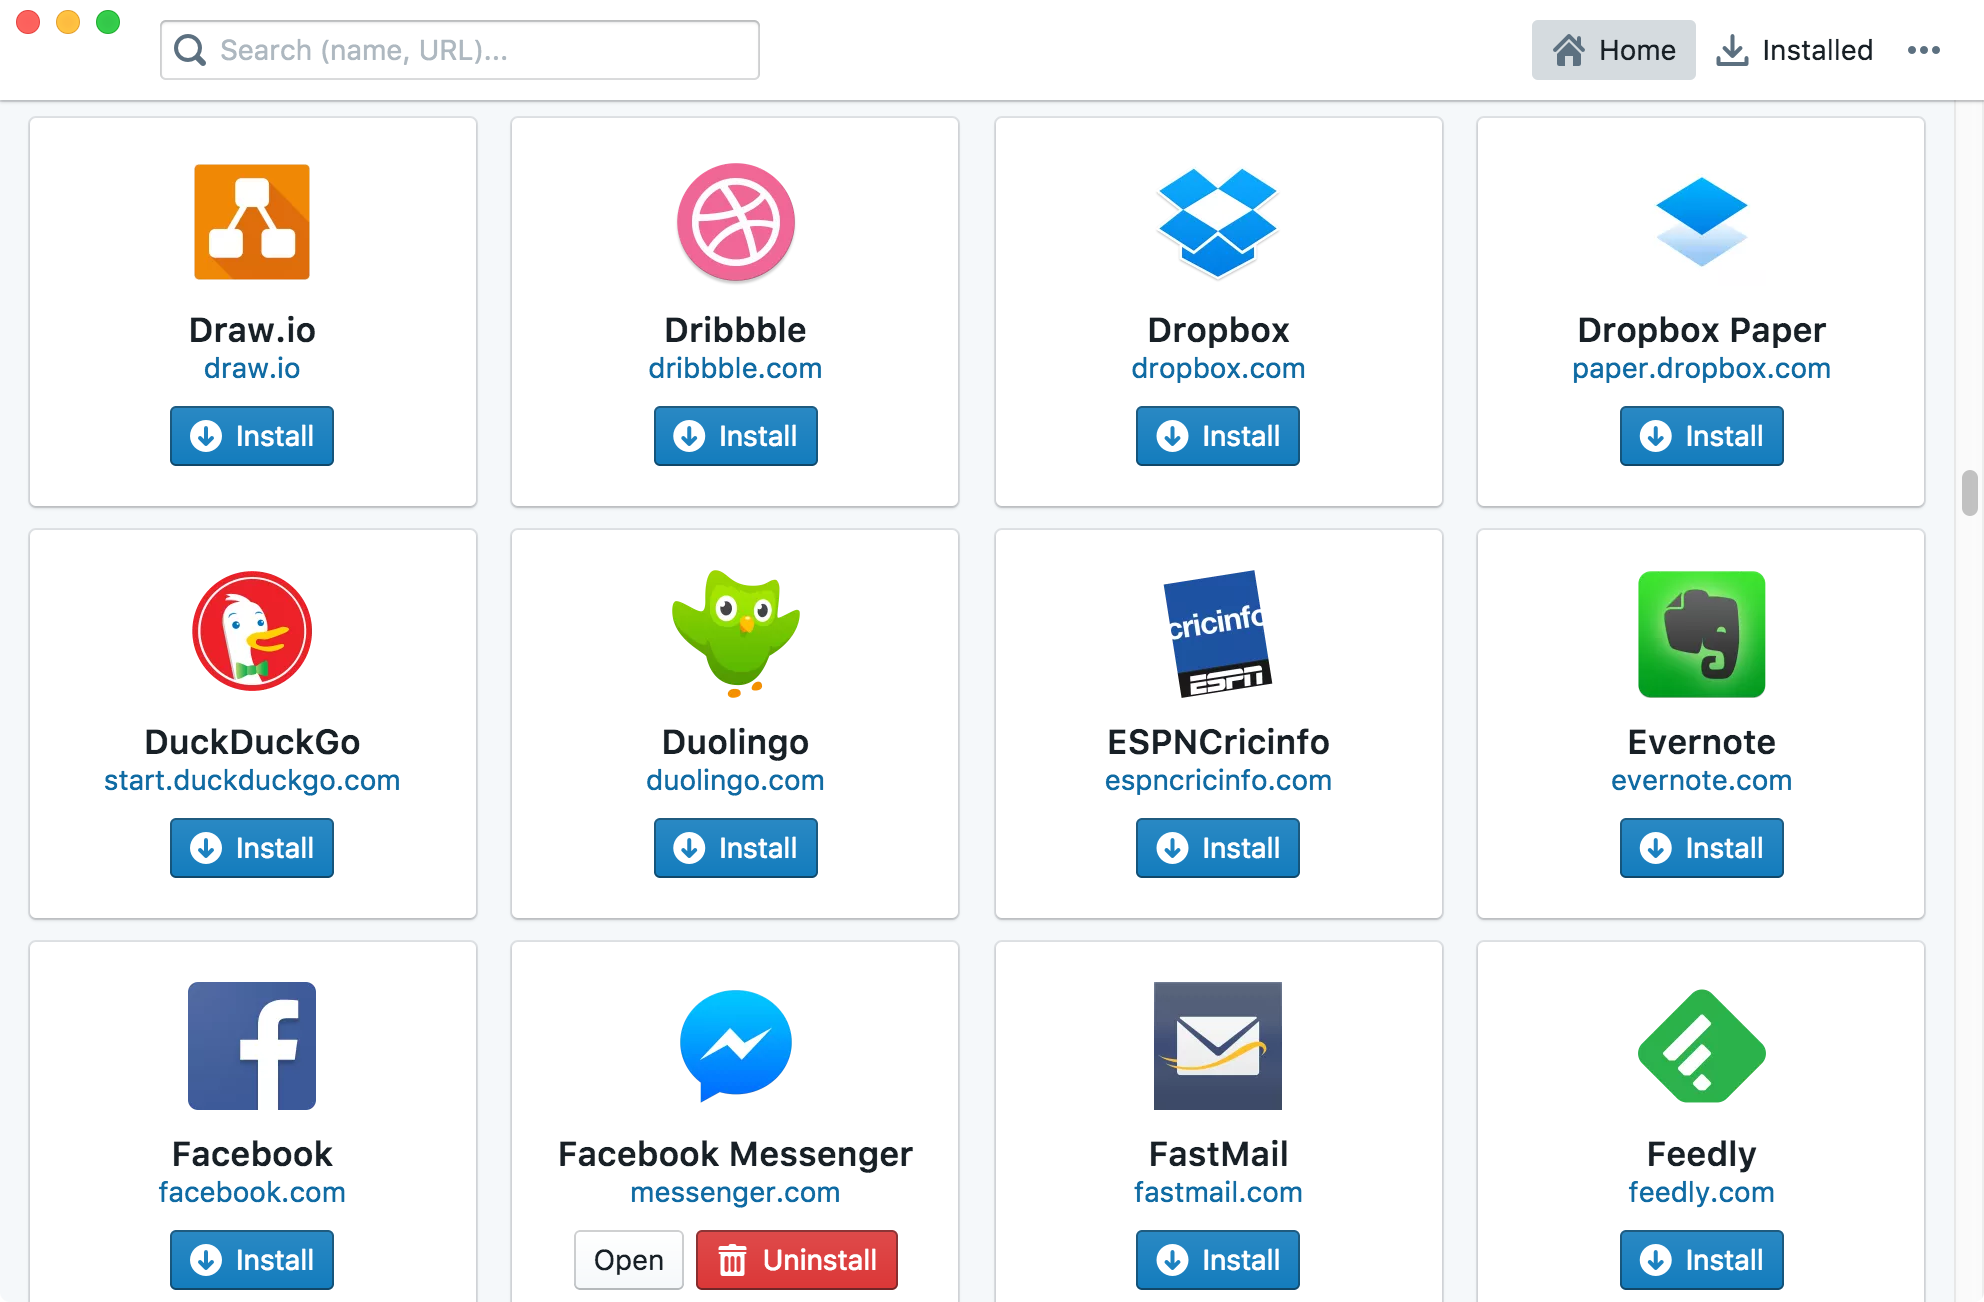 Search (name, URL)...
Home
Installed
Draw.io
draw.io
Install
Dribbble
dribbble.com
Install
Dropbox
dropbox.com
Install
Dropbox Paper
paper.dropbox.com
Install
DuckDuckGo
start.duckduckgo.com
Install
Duolingo
duolingo.com
Install
cricinfo
ESPN
ESPNCricinfo
espncricinfo.com
Install
Evernote
evernote.com
Install
Facebook
facebook.com
Install
Facebook Messenger
messenger.com
Open
Uninstall
FastMail
fastmail.com
Install
Feedly
feedly.com
Install